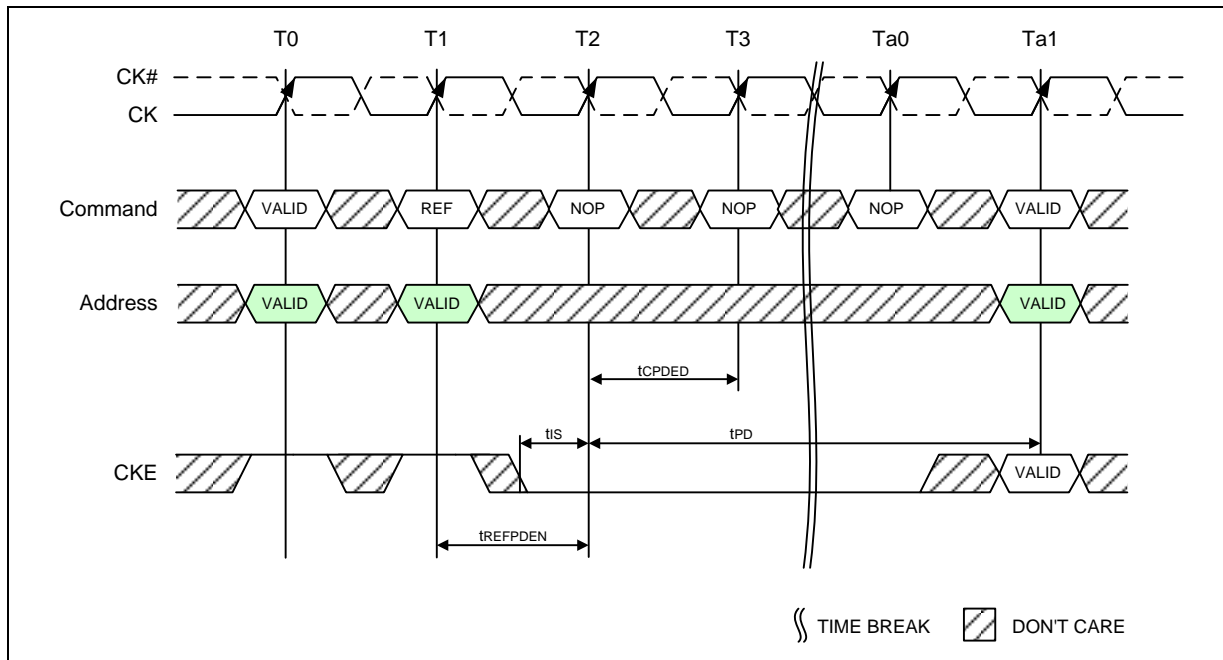 T0 T1 T2 T3 Ta0 Ta1
CK#
CK
Command VALID REF NOP NOP NOP VALID
Address VALID VALID VALID
tCPDED
tIS tPD
CKE VALID
tREFPDEN
TIME BREAK DON'T CARE